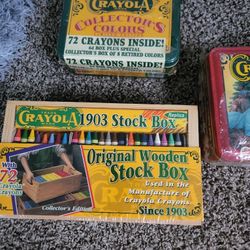 CRAYOLA
COLLECTOR'S
COLORS
72 CRAYONS INSIDE!
64 BOX PLUS SPECIAL
COLLECTOR'S BOX OF 8 RETIRED COLORS
72 CRAYONS INSIDE!
CRAYOLA
CRAYOLA 1903 Stock Box
Replica
Original Wooden
Stock Box
Used in the
Manufacture of
Crayola Crayons
Since 1903
With
72
CRAYOLA
CRAYONS
Collector's Edition